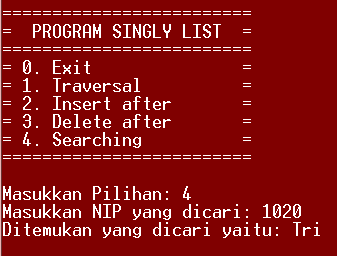 =========================
=  PROGRAM SINGLY LIST  =
=========================
= 0. Exit               =
= 1. Traversal          =
= 2. Insert after       =
= 3. Delete after       =
= 4. Searching          =
=========================
Masukkan Pilihan: 4
Masukkan NIP yang dicari: 1020
Ditemukan yang dicari yaitu: Tri